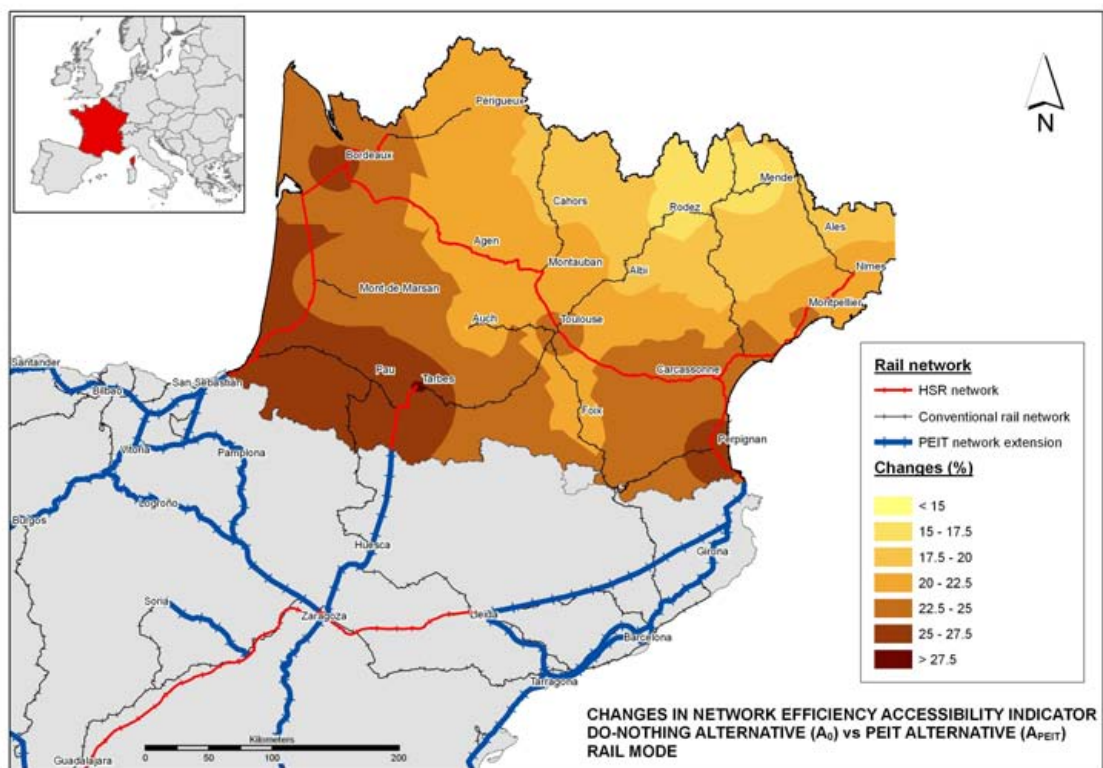 N
Périgueux
Bordeaux
Mende
Cahors
Rodez
Ales
Agen
Montauban
Albi
Nimes
Mont-de-Marsan
Montpellier
Auch
Toulouse
Pau
Tarbes
Carcassonne
Foix
Perpignan
Santander
Bilbao
San Sebastian
Vitoria
Pamplona
Logroño
Burgos
Huesca
Girona
Soria
Zaragoza
Lleida
Barcelona
Tarragona
Guadalajara
Kilometers
0 50 100 200
Rail network
HSR network
Conventional rail network
PEIT network extension
Changes (%)
< 15
15 - 17.5
17.5 - 20
20 - 22.5
22.5 - 25
25 - 27.5
> 27.5
CHANGES IN NETWORK EFFICIENCY ACCESSIBILITY INDICATOR
DO-NOTHING ALTERNATIVE (A0) vs PEIT ALTERNATIVE (APEIT)
RAIL MODE